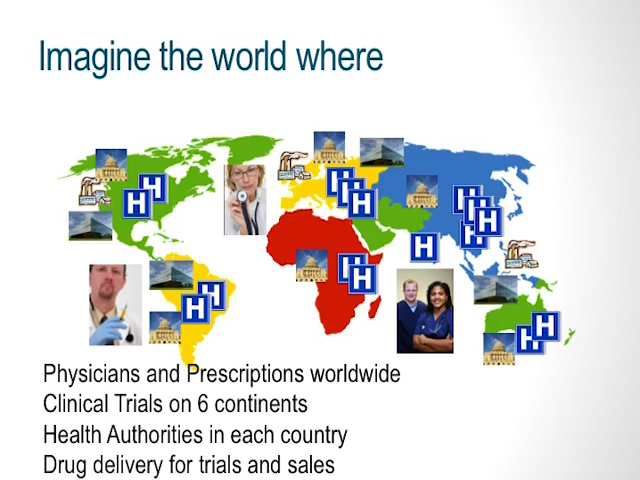 Imagine the world where
H H
H H H
H H H H
H
H H H
H H
H H
Physicians and Prescriptions worldwide
Clinical Trials on 6 continents
Health Authorities in each country
Drug delivery for trials and sales